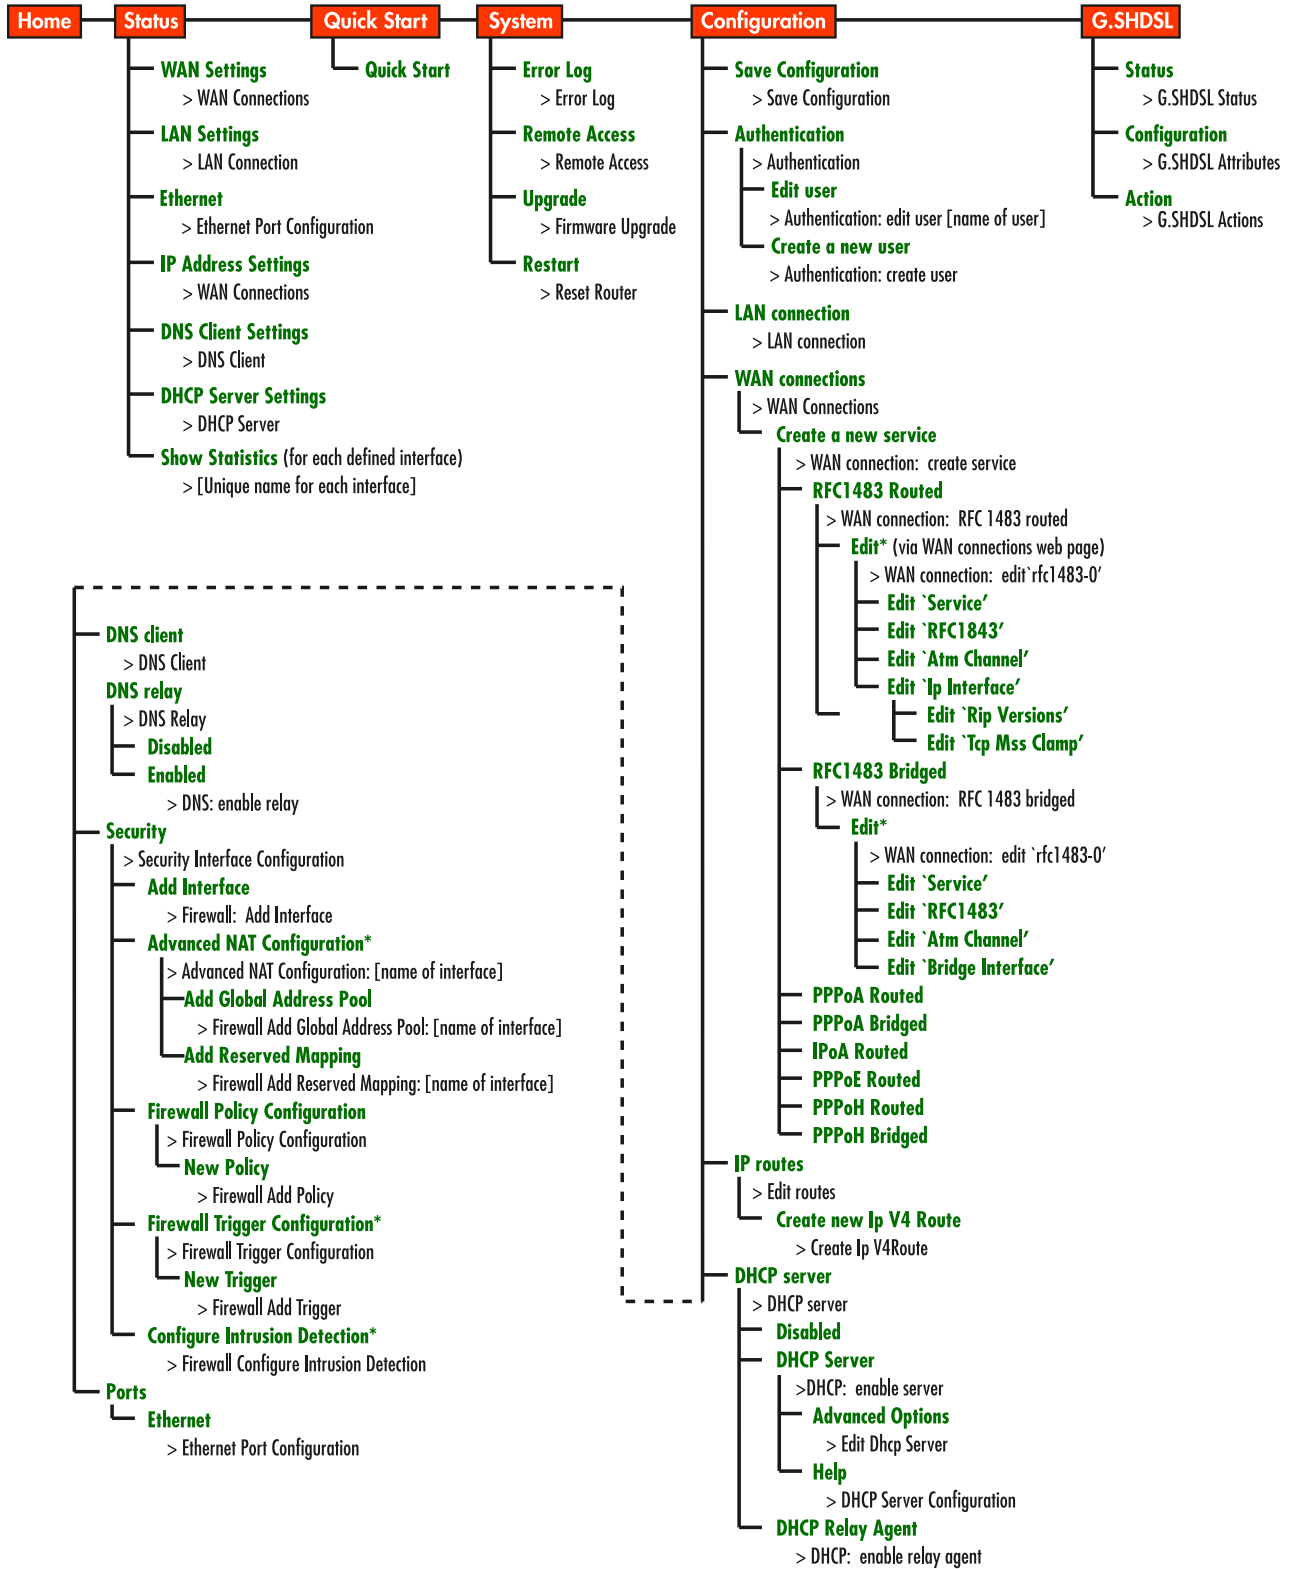 Home
Status
Quick Start
System
Configuration
G.SHDSL
WAN Settings
> WAN Connections
LAN Settings
> LAN Connection
Ethernet
> Ethernet Port Configuration
IP Address Settings
> WAN Connections
DNS Client Settings
> DNS Client
DHCP Server Settings
> DHCP Server
Show Statistics (for each defined interface)
> [Unique name for each interface]
Quick Start
Error Log
> Error Log
Remote Access
> Remote Access
Upgrade
> Firmware Upgrade
Restart
> Reset Router
Save Configuration
> Save Configuration
Authentication
> Authentication
Edit user
> Authentication: edit user [name of user]
Create a new user
> Authentication: create user
LAN connection
> LAN connection
WAN connections
> WAN Connections
Create a new service
> WAN connection: create service
RFC1483 Routed
> WAN connection: RFC 1483 routed
Edit* (via WAN connections web page)
> WAN connection: edit`rfc1483-0'
Edit `Service'
Edit `RFC1843'
Edit `Atm Channel'
Edit `Ip Interface'
Edit `Rip Versions'
Edit `Tcp Mss Clamp'
RFC1483 Bridged
> WAN connection: RFC 1483 bridged
Edit*
> WAN connection: edit `rfc1483-0'
Edit `Service'
Edit `RFC1483'
Edit `Atm Channel'
Edit `Bridge Interface'
PPPoA Routed
PPPoA Bridged
IPoA Routed
PPPoE Routed
PPPoH Routed
PPPoH Bridged
IP routes
> Edit routes
Create new Ip V4 Route
> Create Ip V4Route
DHCP server
> DHCP server
Disabled
DHCP Server
>DHCP: enable server
Advanced Options
> Edit Dhcp Server
Help
> DHCP Server Configuration
DHCP Relay Agent
> DHCP: enable relay agent
Status
> G.SHDSL Status
Configuration
> G.SHDSL Attributes
Action
> G.SHDSL Actions
DNS client
> DNS Client
DNS relay
> DNS Relay
Disabled
Enabled
> DNS: enable relay
Security
> Security Interface Configuration
Add Interface
> Firewall: Add Interface
Advanced NAT Configuration*
> Advanced NAT Configuration: [name of interface]
Add Global Address Pool
> Firewall Add Global Address Pool: [name of interface]
Add Reserved Mapping
> Firewall Add Reserved Mapping: [name of interface]
Firewall Policy Configuration
> Firewall Policy Configuration
New Policy
> Firewall Add Policy
Firewall Trigger Configuration*
> Firewall Trigger Configuration
New Trigger
> Firewall Add Trigger
Configure Intrusion Detection*
> Firewall Configure Intrusion Detection
Ports
Ethernet
> Ethernet Port Configuration